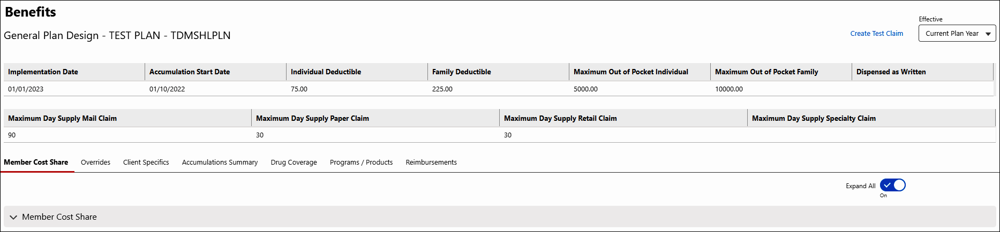 Benefits
General Plan Design - TEST PLAN - TDMSHLPLN
Effective
Create Test Claim
Current Plan Year
Implementation Date Accumulation Start Date Individual Deductible Family Deductible Maximum Out of Pocket Individual Maximum Out of Pocket Family Dispensed as Written
01/01/2023 01/10/2022 75.00 225.00 5000.00 10000.00
Maximum Day Supply Mail Claim Maximum Day Supply Paper Claim Maximum Day Supply Retail Claim Maximum Day Supply Specialty Claim
90 30 30
Member Cost Share Overrides Client Specifics Accumulations Summary Drug Coverage Programs / Products Reimbursements
Expand All
On
Member Cost Share